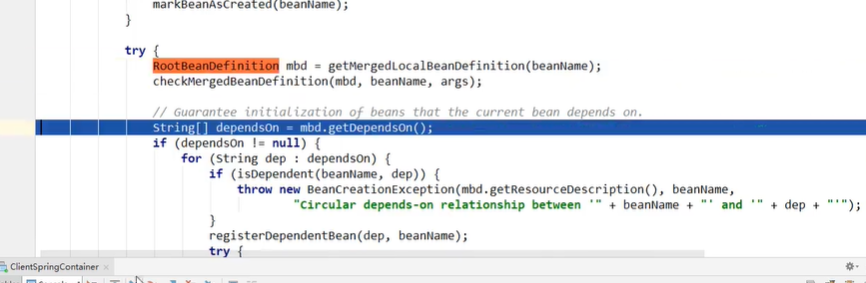 markBeanAsCreated(beanName);
}
try {
RootBeanDefinition mbd = getMergedLocalBeanDefinition(beanName);
checkMergedBeanDefinition(mbd, beanName, args);
// Guarantee initialization of beans that the current bean depends on.
String[] dependsOn = mbd.getDependsOn();
if (dependsOn != null) {
for (String dep : dependsOn) {
if (isDependent(beanName, dep)) {
throw new BeanCreationException(mbd.getResourceDescription(), beanName,
"Circular depends-on relationship between '" + beanName + "' and '" + dep + "'");
}
registerDependentBean(dep, beanName);
try {
ClientSpringContainer